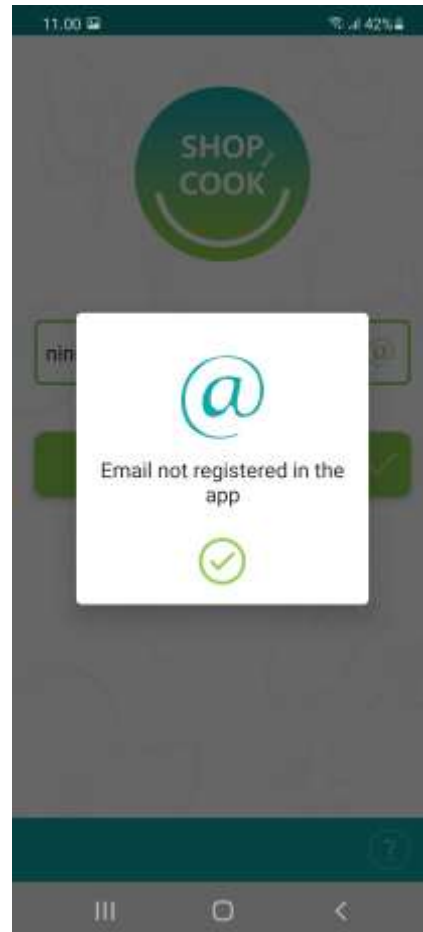 11.00
42%
SHOP,
COOK
nin
@
Email not registered in the
app
?